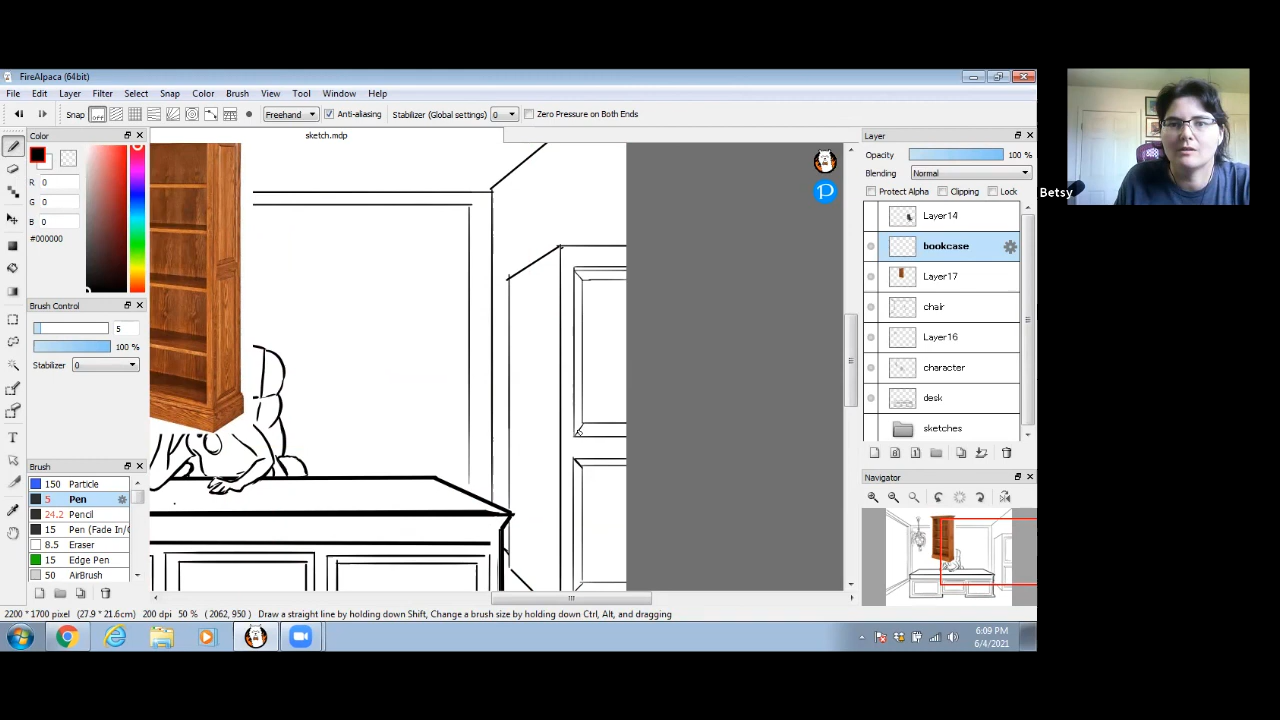 FireAlpaca (64bit)
File Edit Layer Filter Select Snap Color Brush View Tool Window Help
Snap off Freehand Anti-aliasing Stabilizer (Global settings) 0 Zero Pressure on Both Ends
Color
sketch.mdp
Layer
Opacity 100 %
Blending Normal
Protect Alpha Clipping Lock
R 0
G 0
B 0
#000000
Brush Control
5
100 %
Stabilizer 0
Brush
150 Particle
5 Pen
24.2 Pencil
15 Pen (Fade In/O
8.5 Eraser
15 Edge Pen
50 AirBrush
Layer14
bookcase
Layer17
chair
Layer16
character
desk
sketches
Navigator
P
Betsy
2200 * 1700 pixel (27.9 * 21.6cm) 200 dpi 50 % ( 2062, 950 ) Draw a straight line by holding down Shift, Change a brush size by holding down Ctrl, Alt, and dragging
6:09 PM
6/4/2021